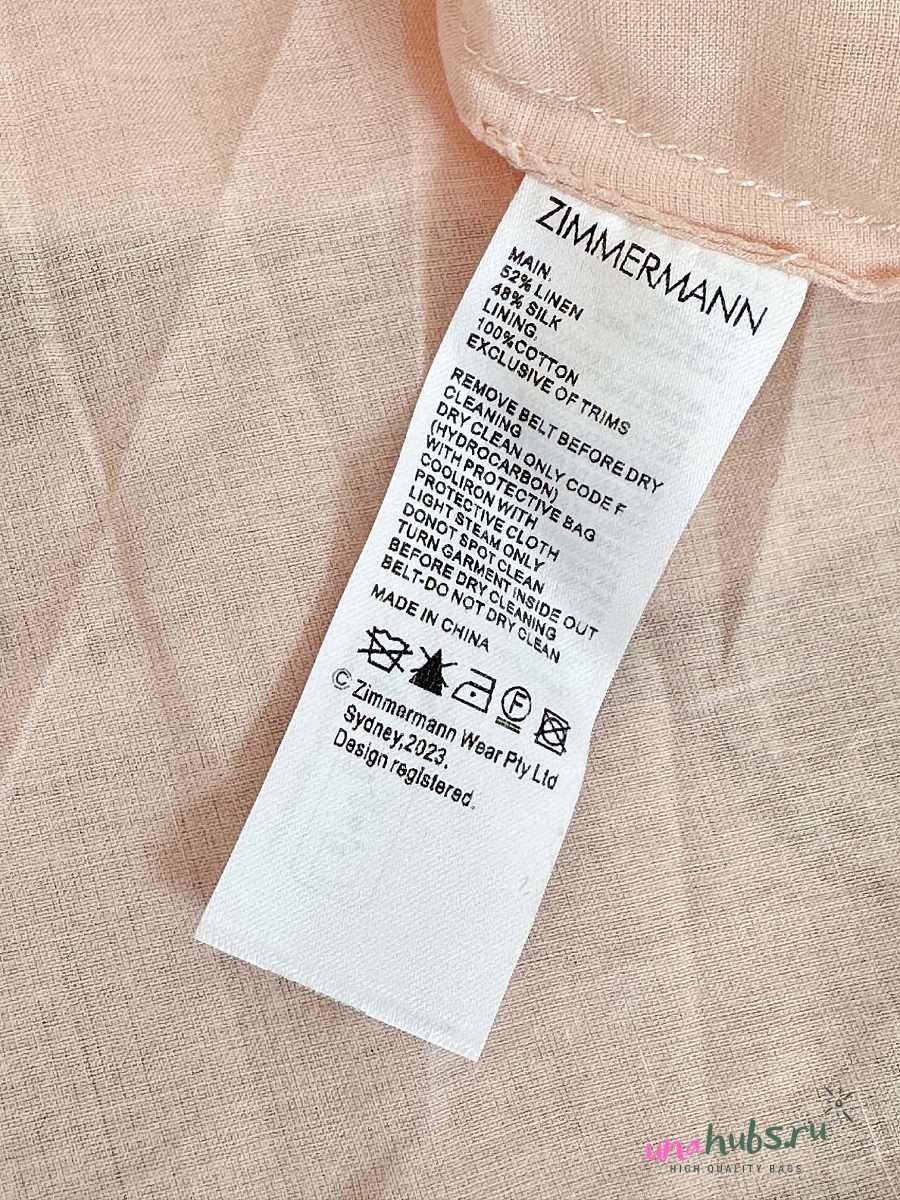 ZIMMERMANN
MAIN.
52% LINEN
48% SILK
LINING.
100%COTTON
EXCLUSIVE OF TRIMS
REMOVE BELT BEFORE DRY
CLEANING
DRY CLEAN ONLY CODE F
(HYDROCARBON)
WITH PROTECTIVE BAG
COOLIRON WITH
PROTECTIVE CLOTH
LIGHT STEAM ONLY
DONOT SPOT CLEAN
TURN GARMENT INSIDE OUT
BEFORE DRY CLEANING
BELT-DO NOT DRY CLEAN
MADE IN CHINA
F
© Zimmermann Wear Pty Ltd
Sydney,2023.
Design registered.
unahubs.ru
HIGH QUALITY BAGS